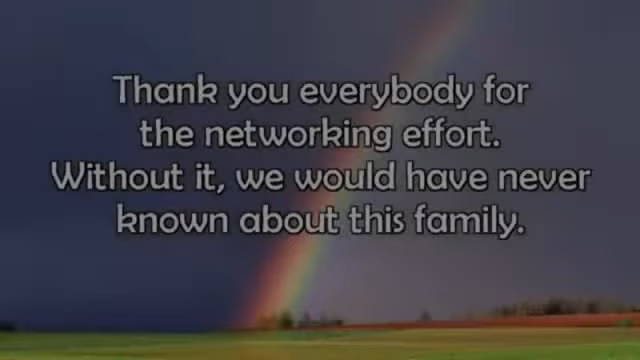 Thank you everybody for
the networking effort.
Without it, we would have never
known about this family.